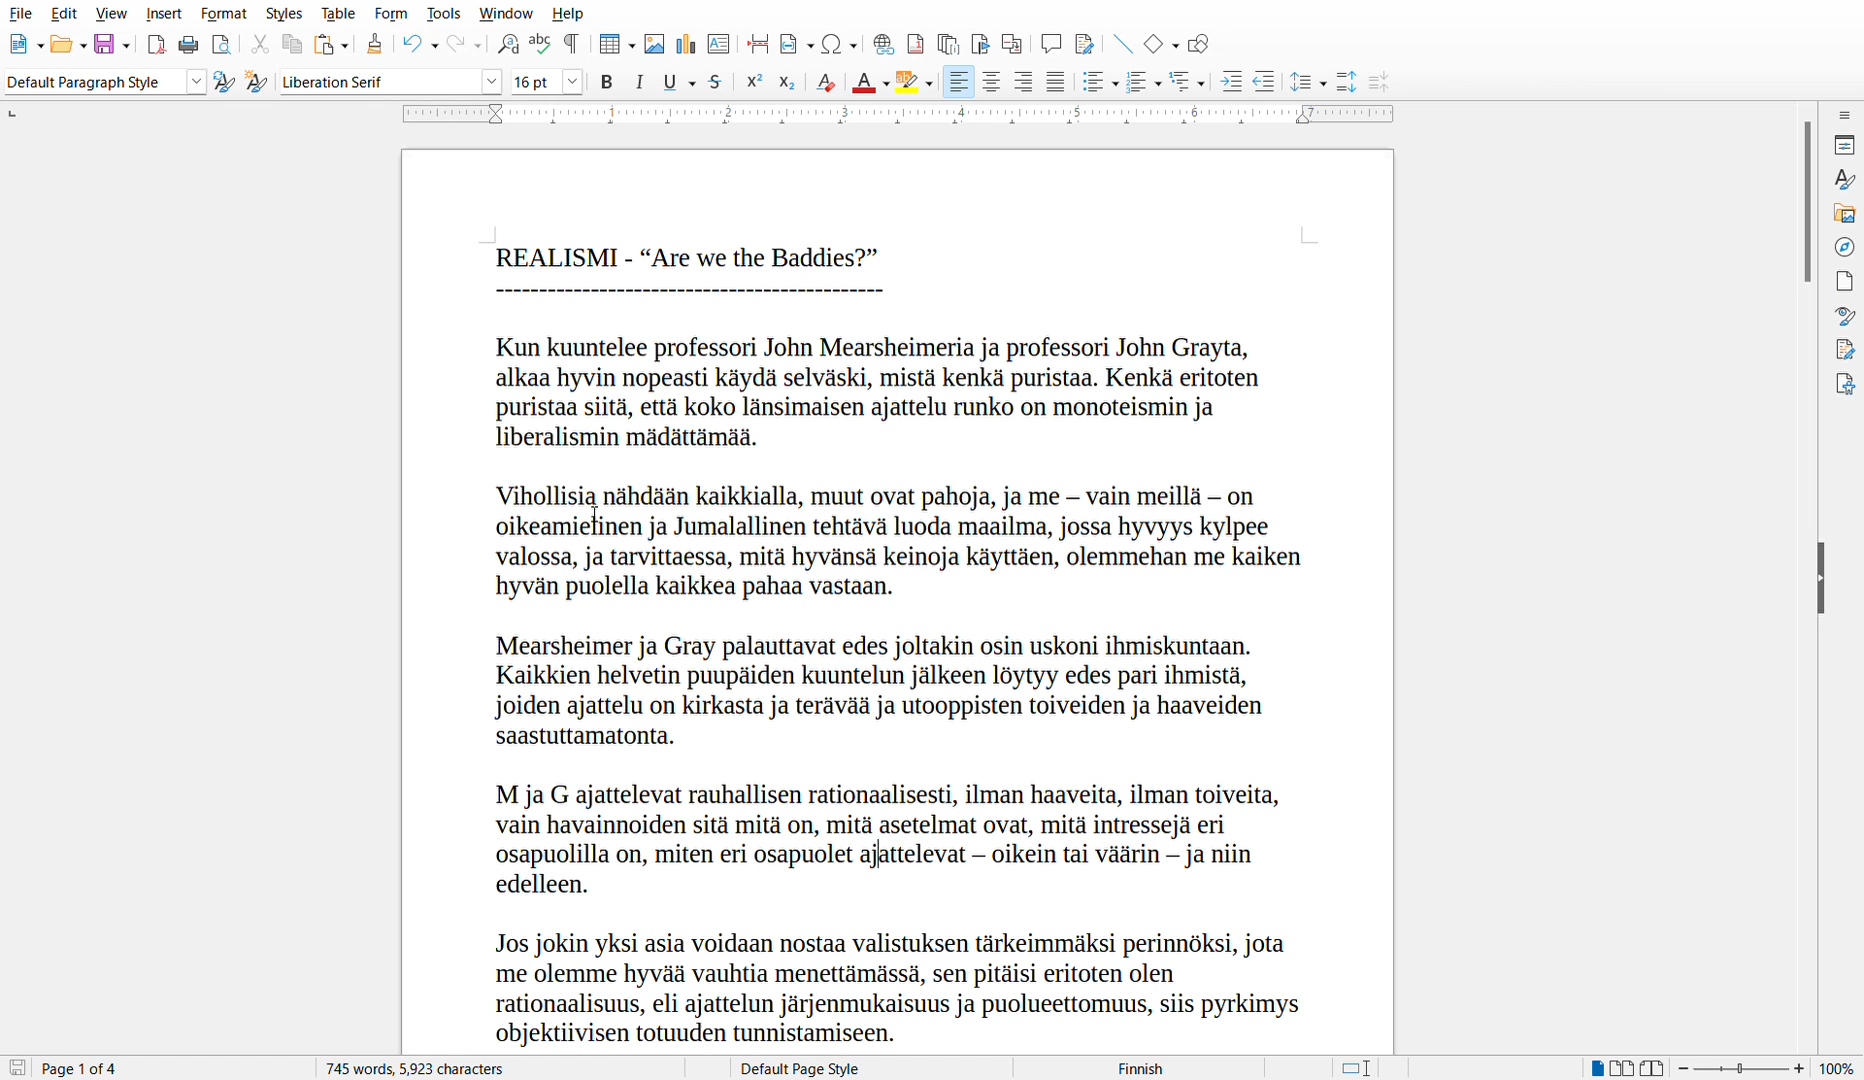 File Edit View Insert Format Styles Table Form Tools Window Help
Default Paragraph Style Liberation Serif 16 pt
1 2 3 4 5 6 7
REALISMI - “Are we the Baddies?”
---------------------------------------------
Kun kuuntelee professori John Mearsheimeria ja professori John Grayta,
alkaa hyvin nopeasti käydä selväski, mistä kenkä puristaa. Kenkä eritoten
puristaa siitä, että koko länsimaisen ajattelu runko on monoteismin ja
liberalismin mädättämää.
Vihollisia nähdään kaikkialla, muut ovat pahoja, ja me – vain meillä – on
oikeamielinen ja Jumalallinen tehtävä luoda maailma, jossa hyvyys kylpee
valossa, ja tarvittaessa, mitä hyvänsä keinoja käyttäen, olemmehan me kaiken
hyvän puolella kaikkea pahaa vastaan.
Mearsheimer ja Gray palauttavat edes joltakin osin uskoni ihmiskuntaan.
Kaikkien helvetin puupäiden kuuntelun jälkeen löytyy edes pari ihmistä,
joiden ajattelu on kirkasta ja terävää ja utooppisten toiveiden ja haaveiden
saastuttamatonta.
M ja G ajattelevat rauhallisen rationaalisesti, ilman haaveita, ilman toiveita,
vain havainnoiden sitä mitä on, mitä asetelmat ovat, mitä intressejä eri
osapuolilla on, miten eri osapuolet ajattelevat – oikein tai väärin – ja niin
edelleen.
Jos jokin yksi asia voidaan nostaa valistuksen tärkeimmäksi perinnöksi, jota
me olemme hyvää vauhtia menettämässä, sen pitäisi eritoten olen
rationaalisuus, eli ajattelun järjenmukaisuus ja puolueettomuus, siis pyrkimys
objektiivisen totuuden tunnistamiseen.
Page 1 of 4 745 words, 5,923 characters Default Page Style Finnish 100%